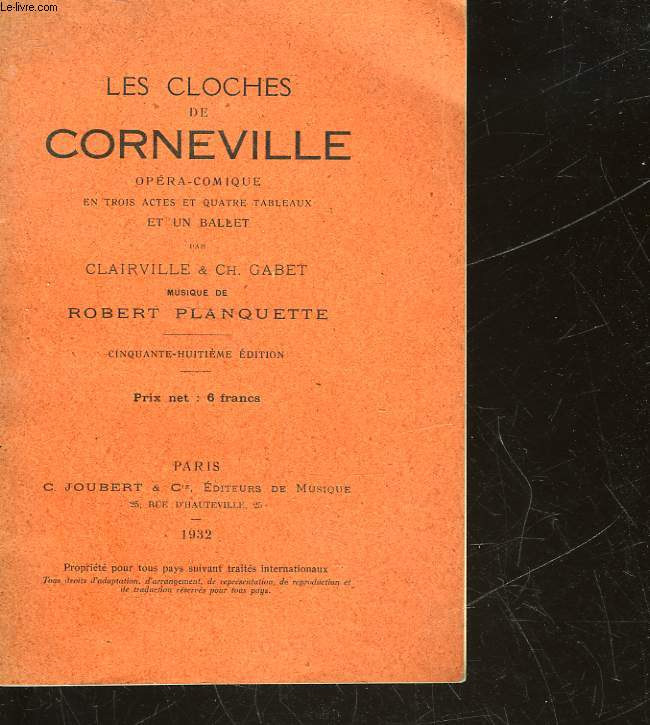 Le-livre.com
LES CLOCHES
DE
CORNEVILLE
OPÉRA-COMIQUE
EN TROIS ACTES ET QUATRE TABLEAUX
ET UN BALLET
PAR
CLAIRVILLE & CH. GABET
MUSIQUE DE
ROBERT PLANQUETTE
CINQUANTE-HUITIÈME ÉDITION
Prix net : 6 francs
PARIS
C. JOUBERT & Cie, ÉDITEURS DE MUSIQUE
25, RUE D'HAUTEVILLE, 25
1932
Propriété pour tous pays suivant traités internationaux
Tous droits d'adaptation, d'arrangement, de représentation, de reproduction et
de traduction réservés pour tous pays.